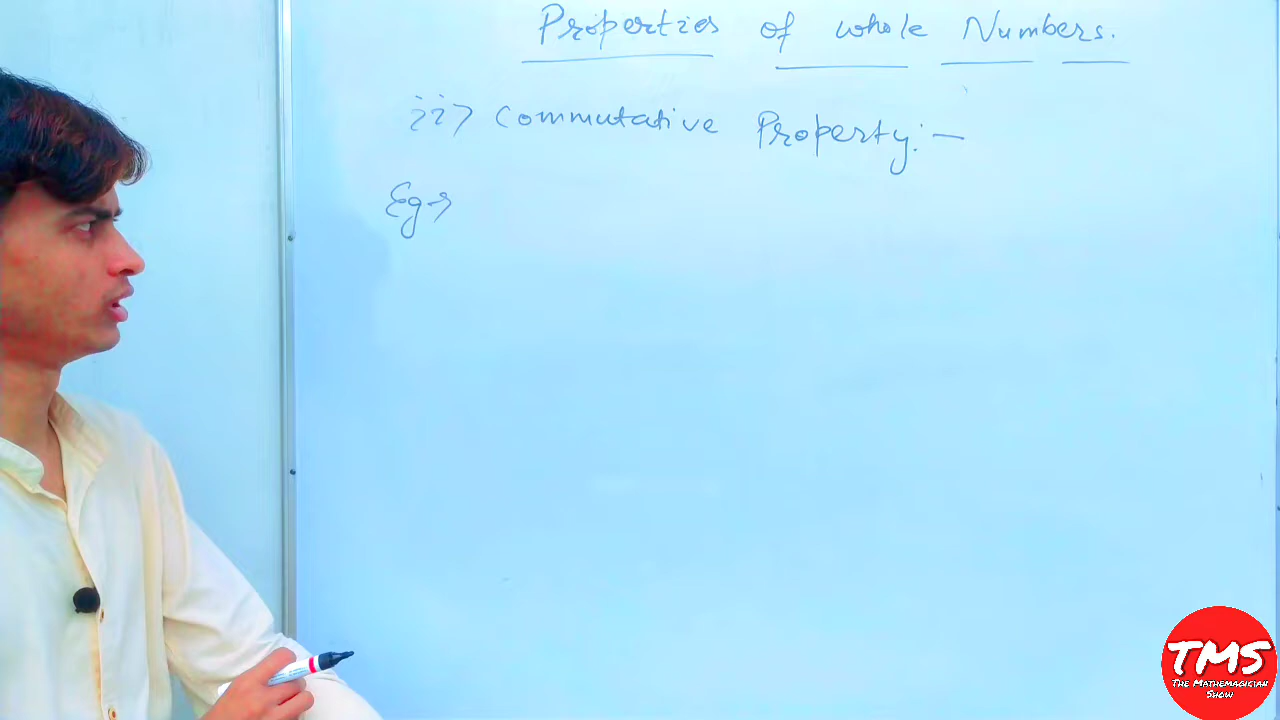 Properties of whole Numbers.
ii> Commutative Property:-
Eg→
TMS
THE MATHEMAGICIAN
SHOW